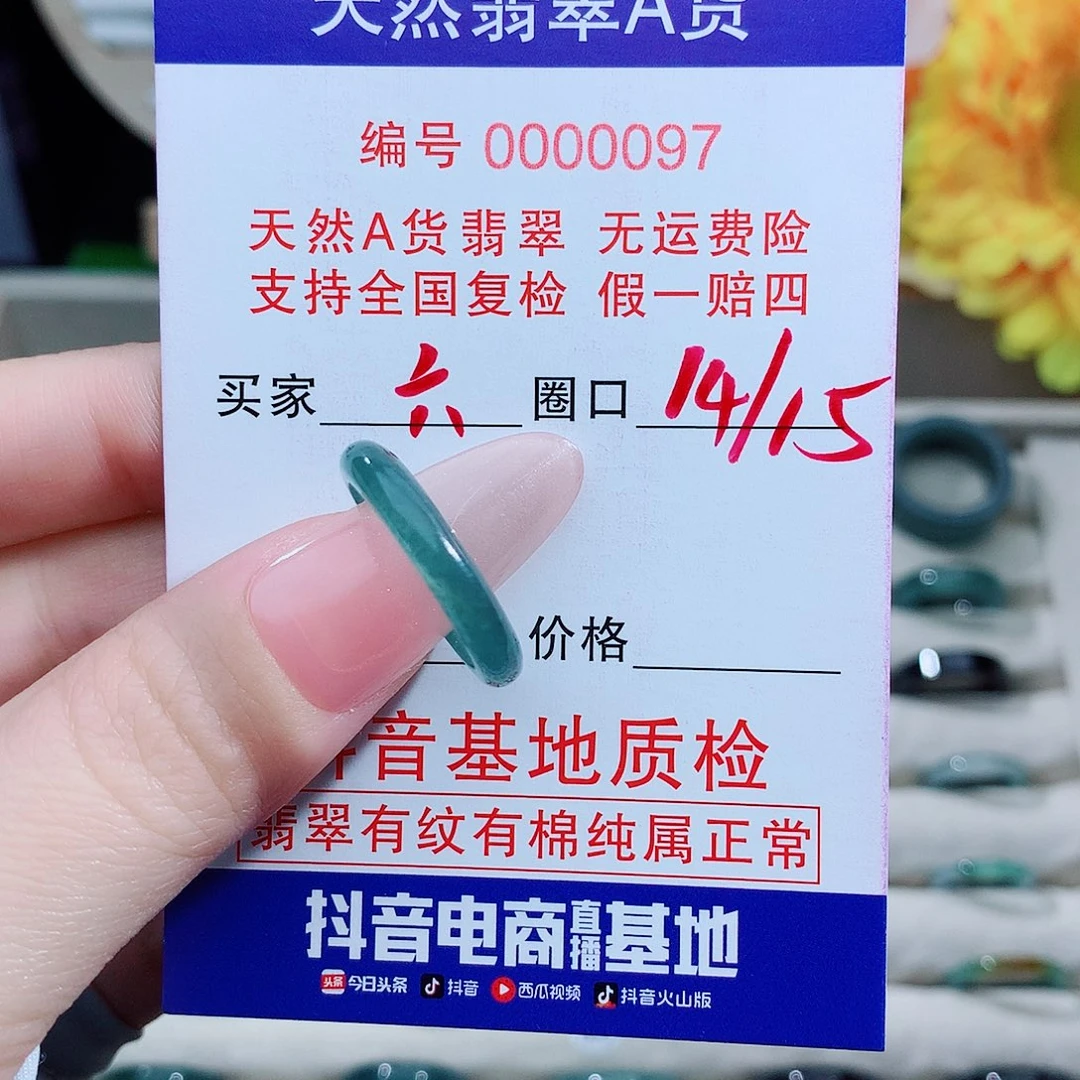 天然翡翠A货
编号 0000097
天然A货翡翠 无运费险
支持全国复检 假一赔四
买家 六 圈口 14/15
价格
抖音基地质检
翡翠有纹有棉纯属正常
抖音电商直播基地
头条 今日头条 抖音 西瓜视频 抖音火山版